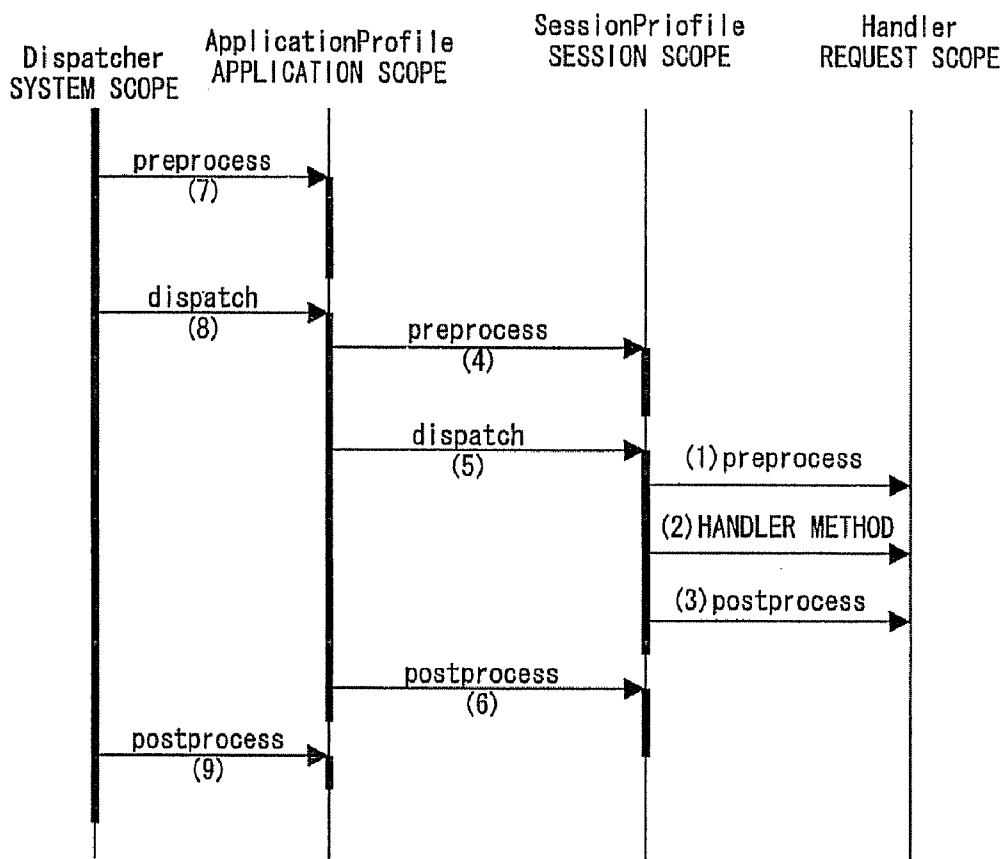 Dispatcher
SYSTEM SCOPE
ApplicationProfile
APPLICATION SCOPE
SessionPriofile
SESSION SCOPE
Handler
REQUEST SCOPE
preprocess
(7)
dispatch
(8)
preprocess
(4)
dispatch
(5)
(1)preprocess
(2)HANDLER METHOD
(3)postprocess
postprocess
(6)
postprocess
(9)